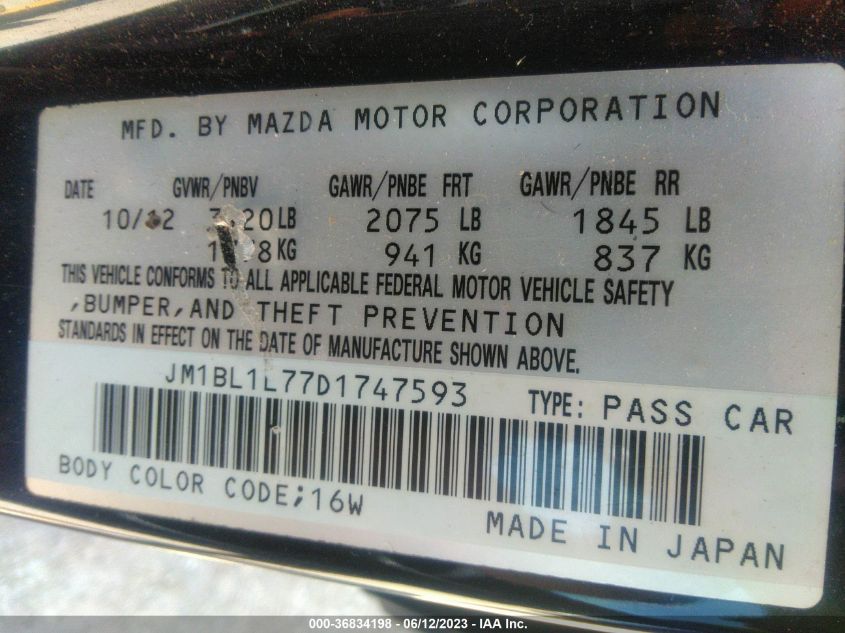 MFD. BY MAZDA MOTOR CORPORATION
DATE GVWR/PNBV GAWR/PNBE FRT GAWR/PNBE RR
10/12 LB 2075 LB 1845 LB
KG 941 KG 837 KG
THIS VEHICLE CONFORMS TO ALL APPLICABLE FEDERAL MOTOR VEHICLE SAFETY
,BUMPER,AND THEFT PREVENTION
STANDARDS IN EFFECT ON THE DATE OF MANUFACTURE SHOWN ABOVE.
JM1BL1L77D1747593 TYPE: PASS CAR
BODY COLOR CODE;16W
MADE IN JAPAN
000-36834198 - 06/12/2023 - IAA Inc.